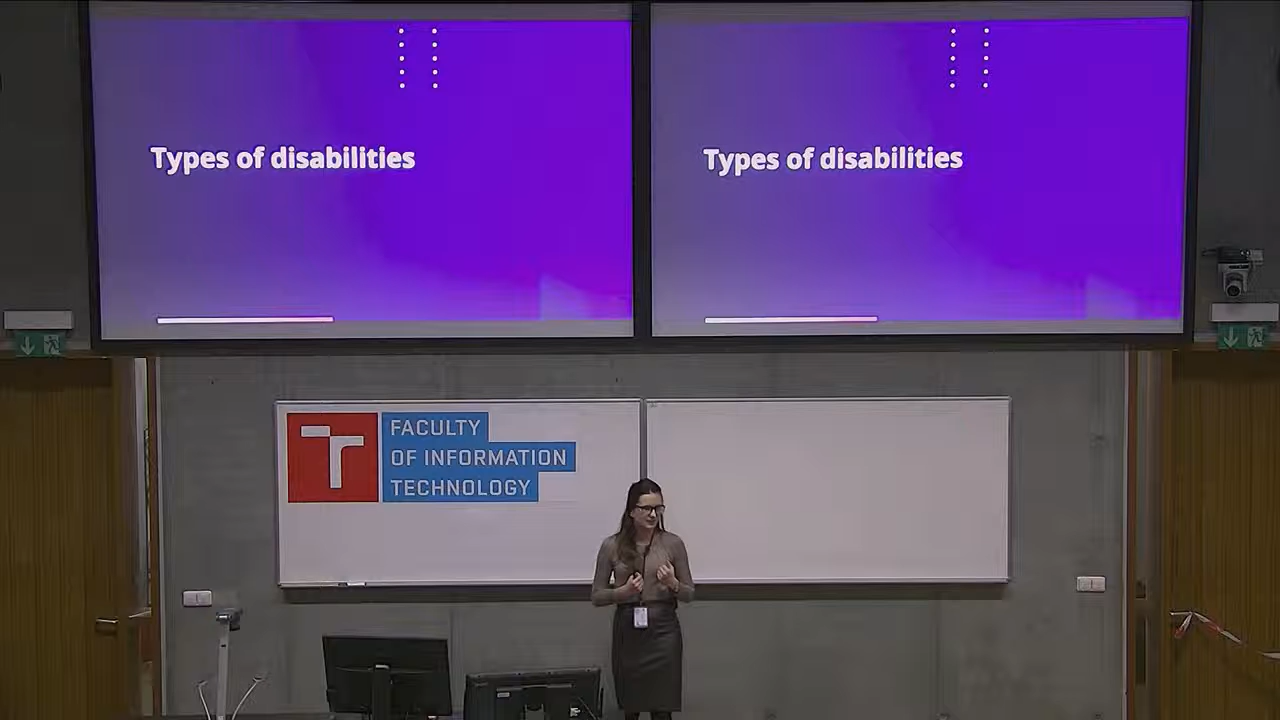 Types of disabilities
Types of disabilities
FACULTY
OF INFORMATION
TECHNOLOGY